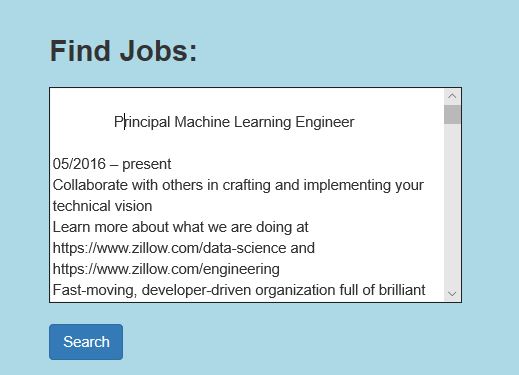 Find Jobs:
Principal Machine Learning Engineer
05/2016 – present
Collaborate with others in crafting and implementing your
technical vision
Learn more about what we are doing at
https://www.zillow.com/data-science and
https://www.zillow.com/engineering
Fast-moving, developer-driven organization full of brilliant
Search